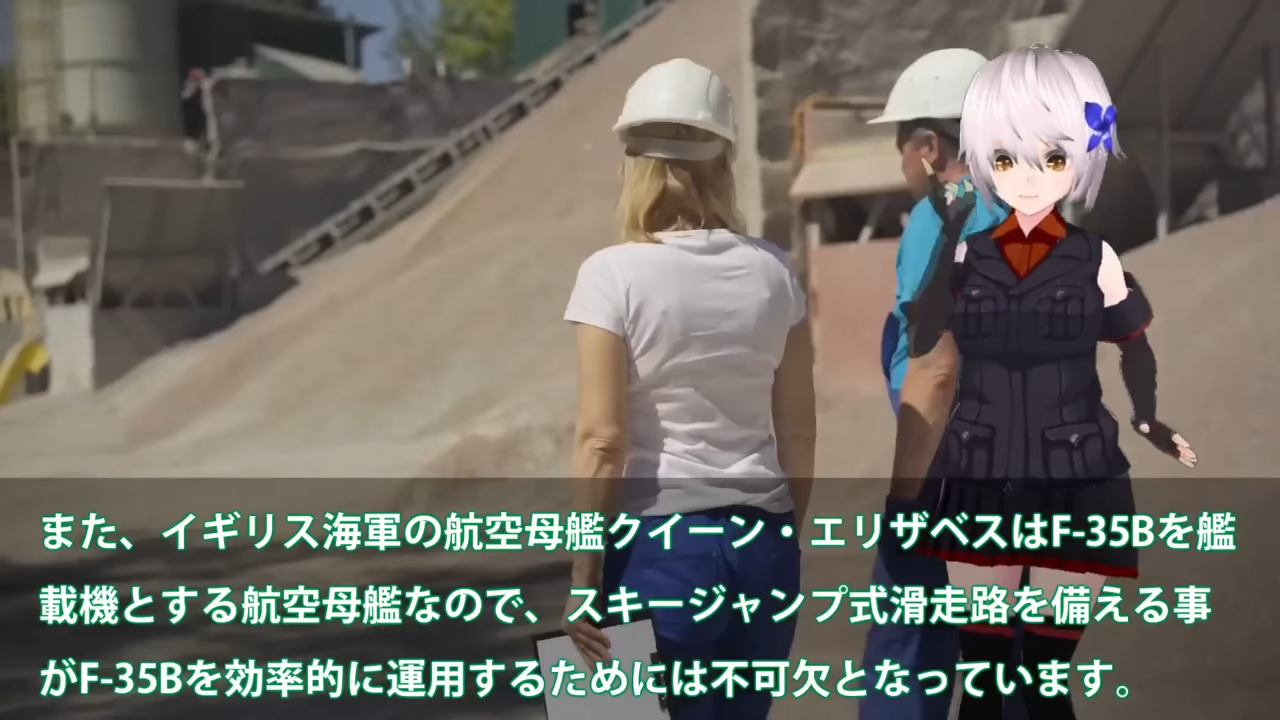 また、イギリス海軍の航空母艦クイーン・エリザベスはF-35Bを艦
載機とする航空母艦なので、スキージャンプ式滑走路を備える事
がF-35Bを効率的に運用するためには不可欠となっています。